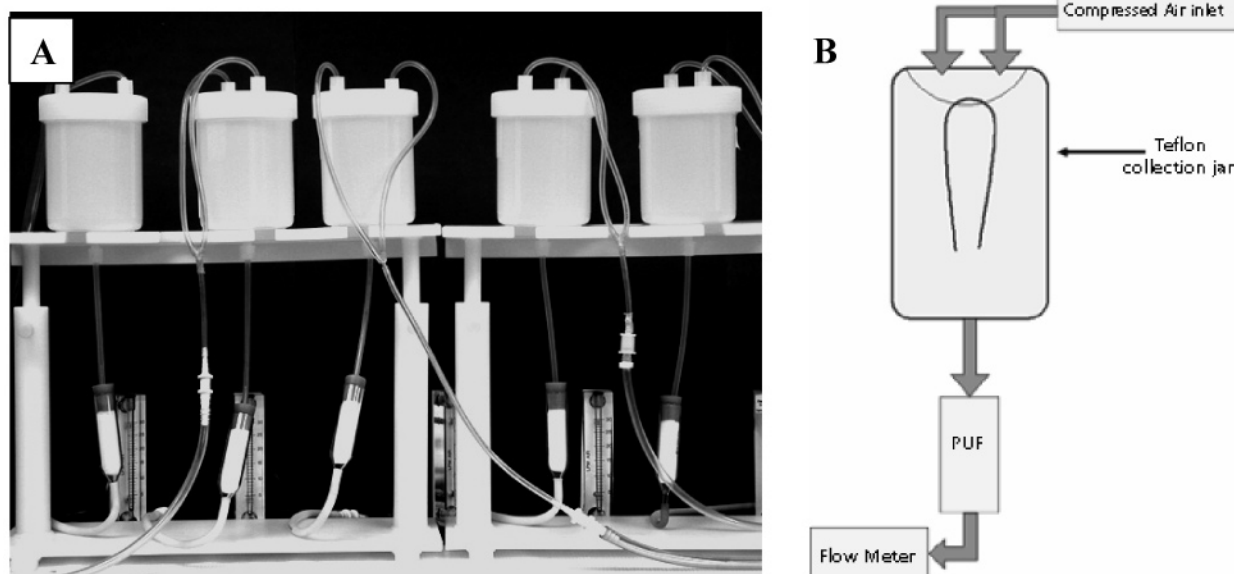 A
B
Compressed Air inlet
Teflon
collection jar
PUF
Flow Meter